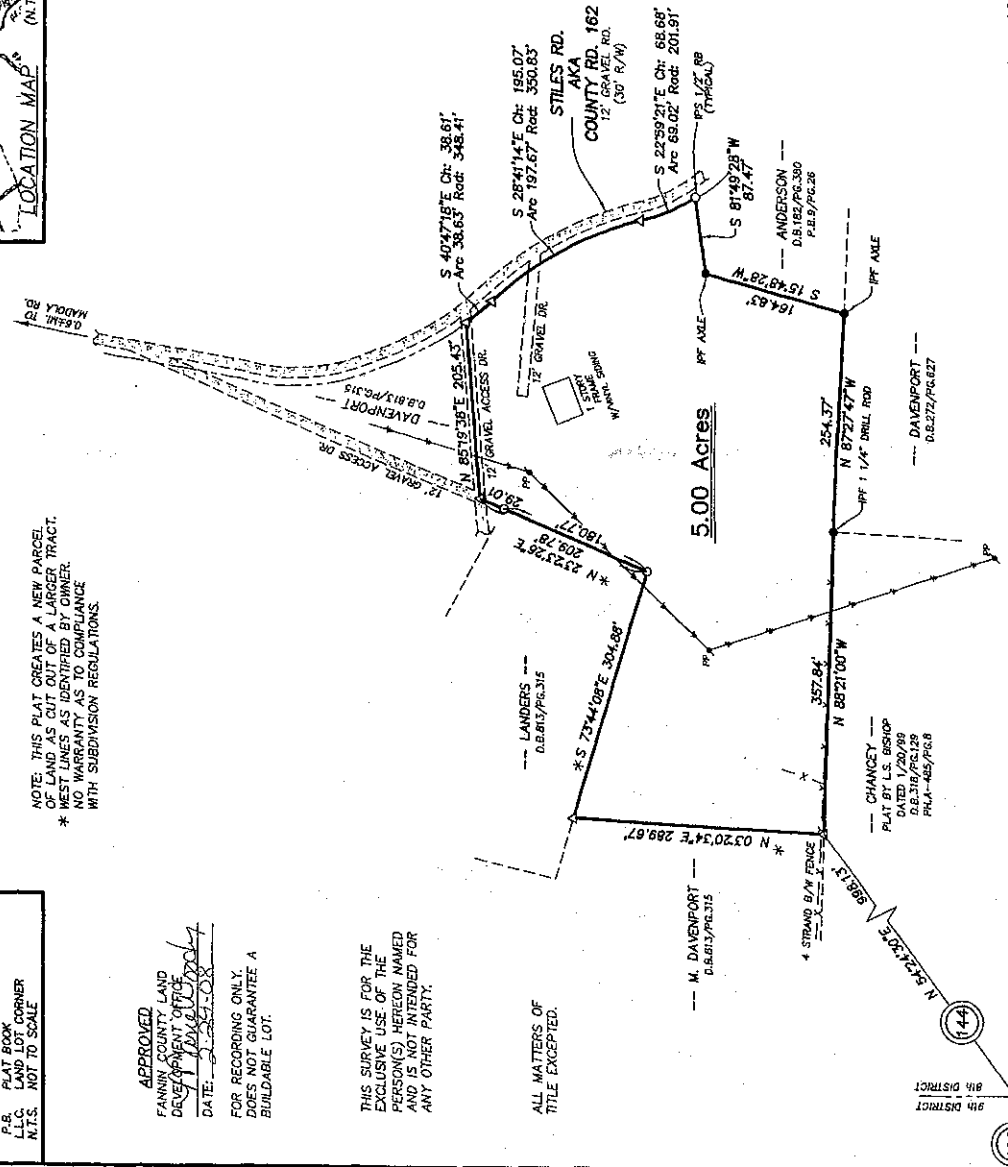 P.B. PLAT BOOK
L.L.C. LAND LOT CORNER
N.T.S. NOT TO SCALE
LOCATION MAP
NOTE: THIS PLAT CREATES A NEW PARCEL
OF LAND AS CUT OUT OF A LARGER TRACT.
* WEST LINES AS IDENTIFIED BY OWNER.
NO WARRANTY AS TO COMPLIANCE
WITH SUBDIVISION REGULATIONS.
APPROVED
FANNIN COUNTY LAND
DEVELOPMENT OFFICE
DATE: 2-29-08
FOR RECORDING ONLY.
DOES NOT GUARANTEE A
BUILDABLE LOT.
THIS SURVEY IS FOR THE
EXCLUSIVE USE OF THE
PERSON(S) HEREON NAMED
AND IS NOT INTENDED FOR
ANY OTHER PARTY.
ALL MATTERS OF
TITLE EXCEPTED.
0.6±MI. TO
MADOLA RD.
12' GRAVEL ACCESS DR.
DAVENPORT
D.B.813/PG.315
N 85°19'38"E 205.43'
12' GRAVEL ACCESS DR.
S 40°47'18"E Ch: 38.61'
Arc 38.63' Rad: 348.41'
S 28°41'14"E Ch: 195.07'
Arc 197.67' Rad: 350.83'
STILES RD.
AKA
COUNTY RD. 162
12' GRAVEL RD.
(30' R/W)
S 22°59'21"E Ch: 68.68'
Arc 69.02' Rad: 201.91'
IPS 1/2" RB
(TYPICAL)
S 81°49'28"W
87.47'
--- ANDERSON ---
D.B.182/PG.380
P.B.9/PG.26
12' GRAVEL DR.
1 STORY
FRAME
W/VINYL SIDING
PP
29.01'
180.77'
209.78'
* N 23°23'26"E
--- LANDERS ---
D.B.813/PG.315
* S 73°44'08"E 304.88'
5.00 Acres
IPF AXLE
S 15°48'28"W
164.83'
IPF AXLE
254.37'
N 87°27'47"W
IPF 1 1/4" DRILL ROD
--- DAVENPORT ---
D.B.272/PG.627
PP
PP
357.84'
N 88°21'00"W
X
* N 03°20'34"E 289.67'
--- M. DAVENPORT ---
D.B.813/PG.315
4 STRAND B/W FENCE
--- CHANCEY ---
PLAT BY L.S. BISHOP
DATED 1/20/99
D.B.318/PG.129
PH.A-485/PG.8
998.13'
N 54°24'30"E
144
8th DISTRICT
9th DISTRICT